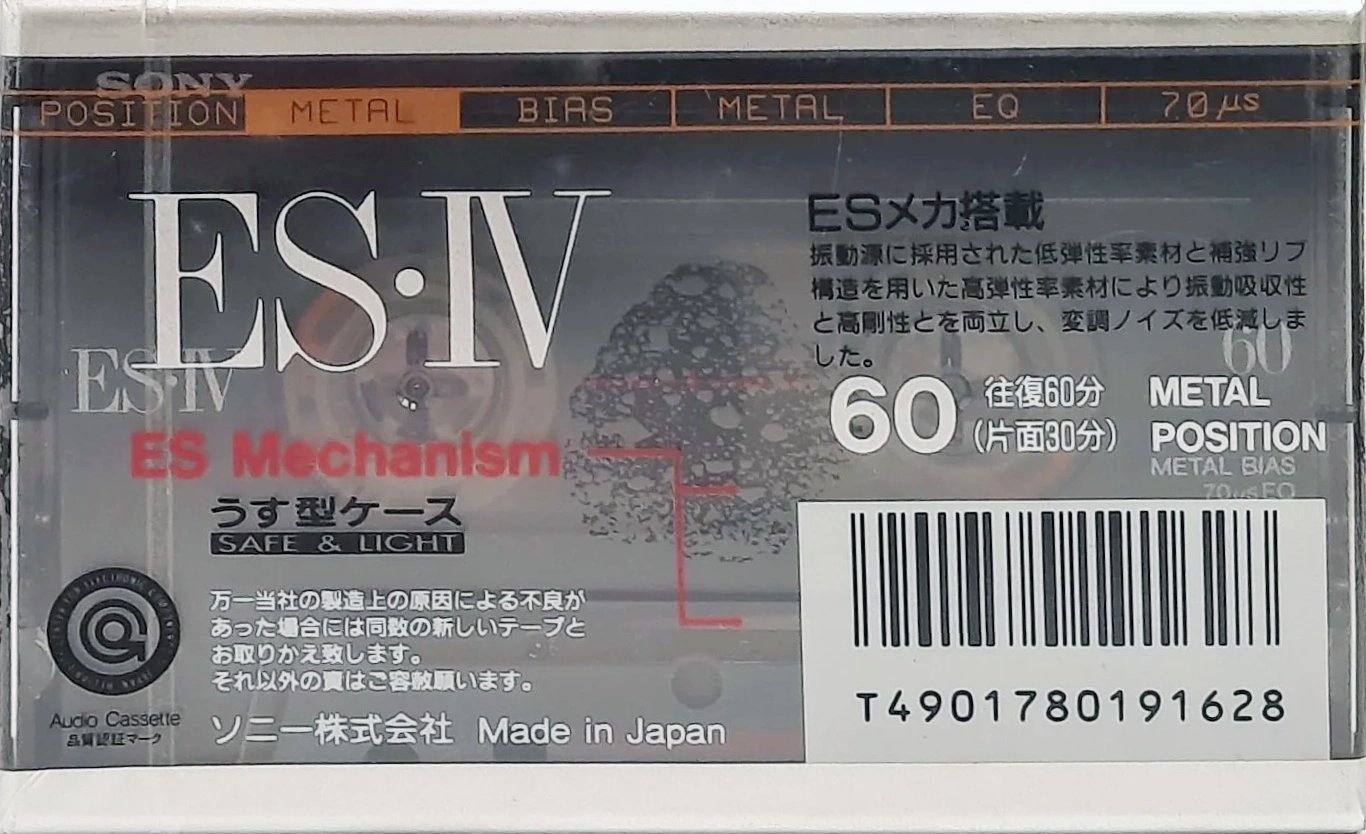 SONY
POSITION METAL BIAS METAL EQ 70μs
ES・IV
ESメカ搭載
振動源に採用された低弾性率素材と補強リブ
構造を用いた高弾性率素材により振動吸収性
と高剛性とを両立し、変調ノイズを低減しま
した。
60
ES・IV
60 往復60分
(片面30分)
METAL
POSITION
METAL BIAS
70μs EQ
ES Mechanism
うす型ケース
SAFE & LIGHT
万一当社の製造上の原因による不良が
あった場合には同数の新しいテープと
お取りかえ致します。
それ以外の責はご容赦願います。
ソニー株式会社 Made in Japan
Audio Cassette
品質認証マーク
T4901780191628